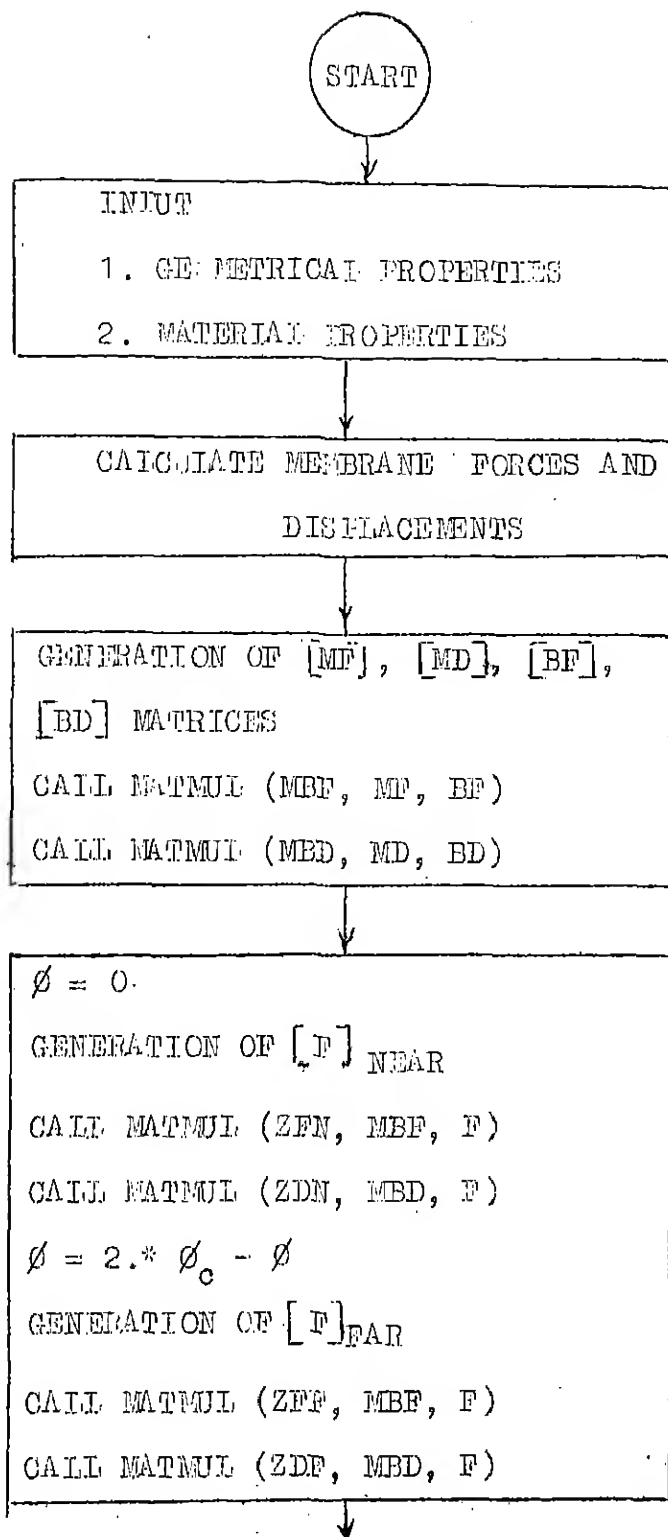 START
INPUT
1. GEOMETRICAL PROPERTIES
2. MATERIAL PROPERTIES
CALCULATE MEMBRANE FORCES AND
DISPLACEMENTS
GENERATION OF [MF], [MD], [BF],
[BD] MATRICES
CALL MATMUL (MBF, MF, BF)
CALL MATMUL (MBD, MD, BD)
Ø = 0.
GENERATION OF [F] NEAR
CALL MATMUL (ZFN, MBF, F)
CALL MATMUL (ZDN, MBD, F)
Ø = 2.* Øc - Ø
GENERATION OF [F]FAR
CALL MATMUL (ZFF, MBF, F)
CALL MATMUL (ZDF, MBD, F)